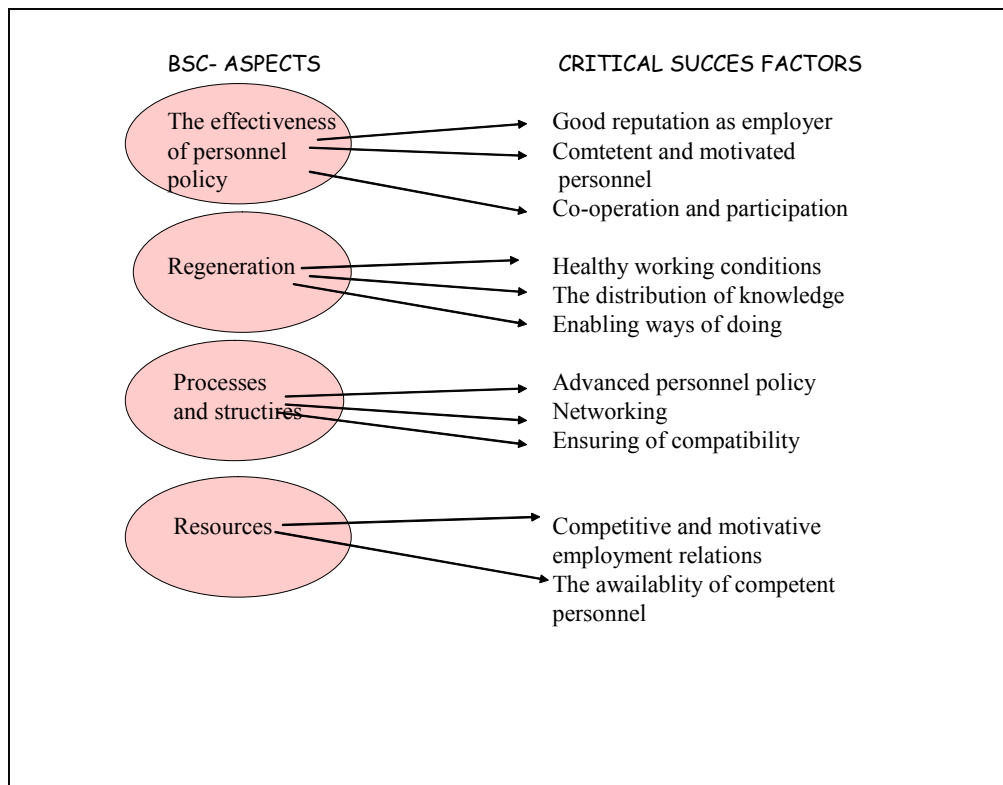 BSC- ASPECTS
CRITICAL SUCCES FACTORS
The effectiveness
of personnel
policy
Good reputation as employer
Comtetent and motivated
personnel
Co-operation and participation
Regeneration
Healthy working conditions
The distribution of knowledge
Enabling ways of doing
Processes
and structires
Advanced personnel policy
Networking
Ensuring of compatibility
Resources
Competitive and motivative
employment relations
The awailablity of competent
personnel